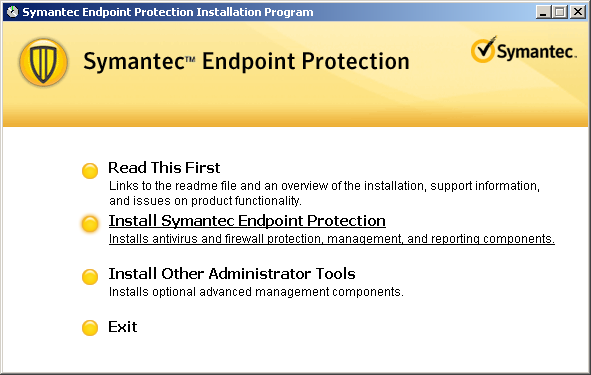 Symantec Endpoint Protection Installation Program
Symantec™ Endpoint Protection
Symantec™
Read This First
Links to the readme file and an overview of the installation, support information,
and issues on product functionality.
Install Symantec Endpoint Protection
Installs antivirus and firewall protection, management, and reporting components.
Install Other Administrator Tools
Installs optional advanced management components.
Exit